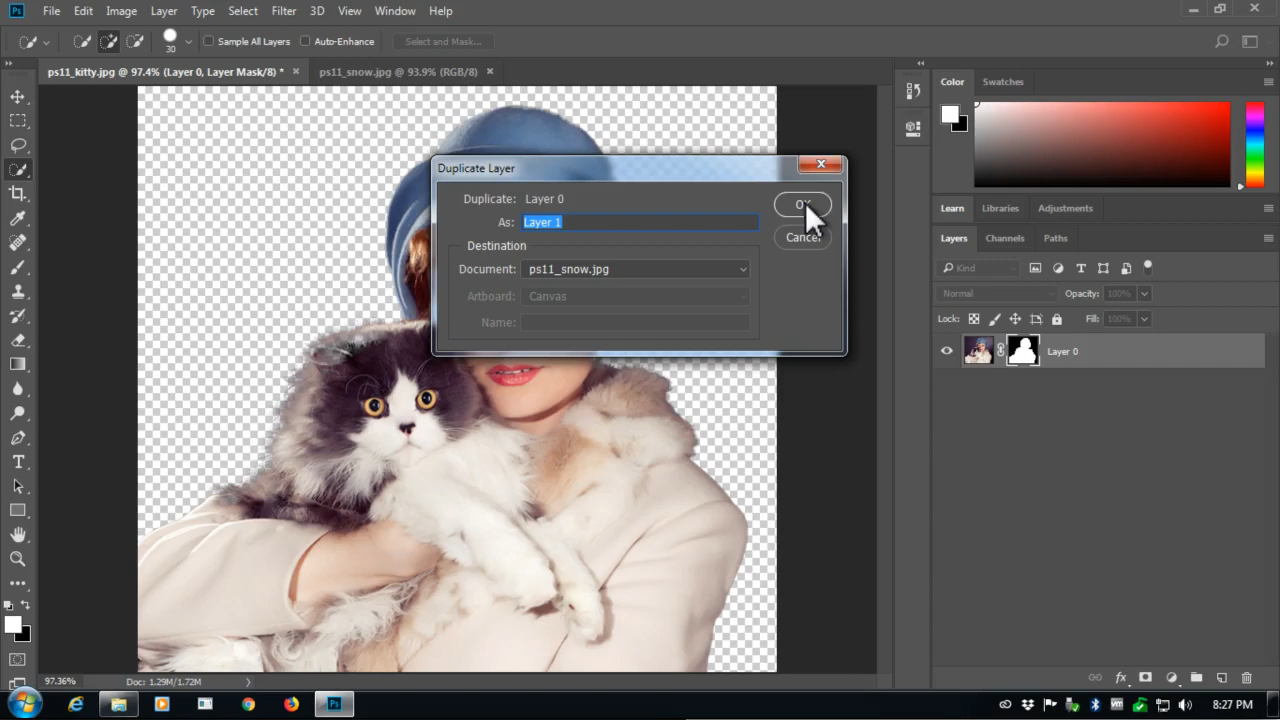 Ps File Edit Image Layer Type Select Filter 3D View Window Help
30 Sample All Layers Auto-Enhance Select and Mask...
ps11_kitty.jpg @ 97.4% (Layer 0, Layer Mask/8) * × ps11_snow.jpg @ 93.9% (RGB/8) ×
Color Swatches
Duplicate Layer
Duplicate: Layer 0
OK
As: Layer 1
Cancel
Destination
Document: ps11_snow.jpg
Artboard: Canvas
Name:
Learn Libraries Adjustments
Layers Channels Paths
Kind
Normal Opacity: 100%
Lock: Fill: 100%
Layer 0
fx
97.36% Doc: 1.29M/1.72M
Ps
8:27 PM